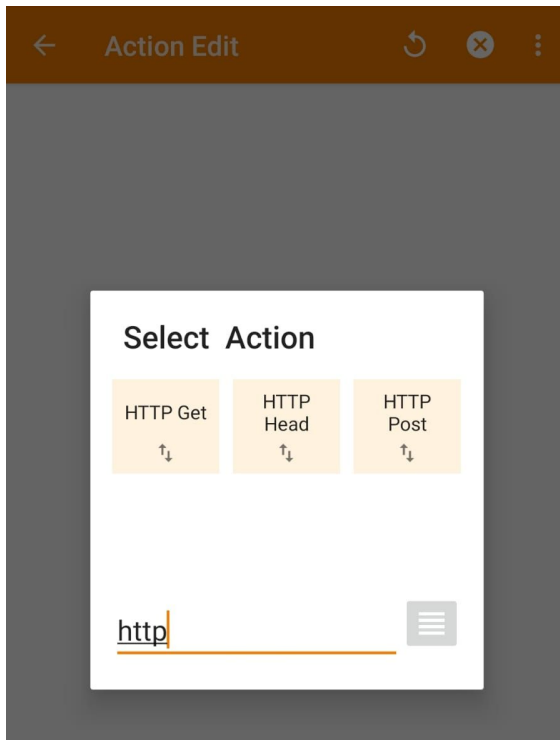 Action Edit
Select Action
HTTP Get
HTTP
Head
HTTP
Post
http